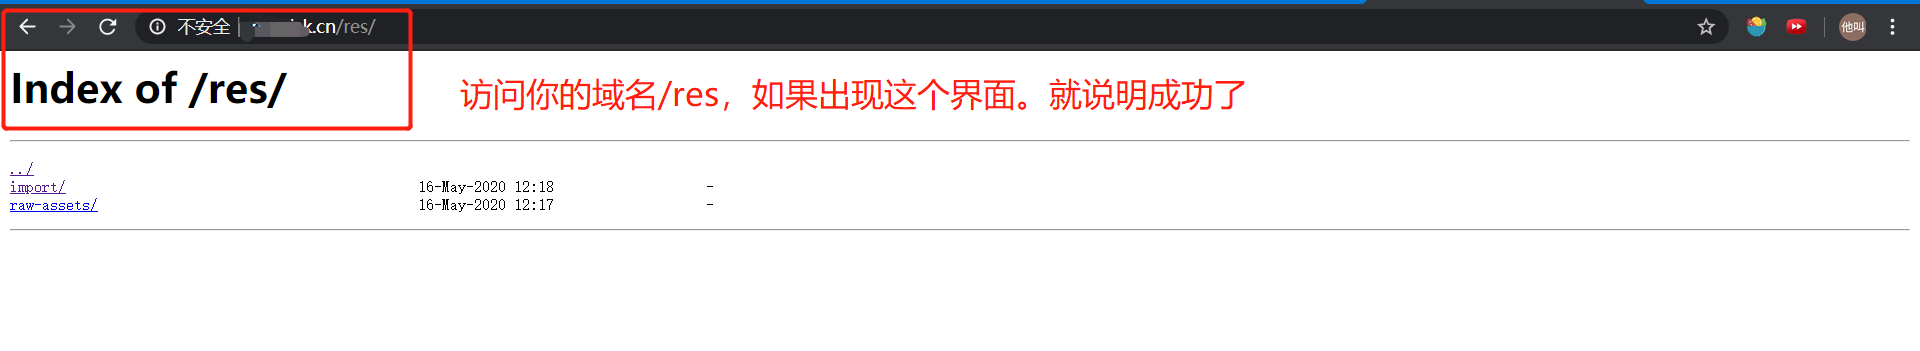 不安全 | k.cn/res/
他叫
Index of /res/
访问你的域名/res，如果出现这个界面。就说明成功了
../
import/ 16-May-2020 12:18 -
raw-assets/ 16-May-2020 12:17 -